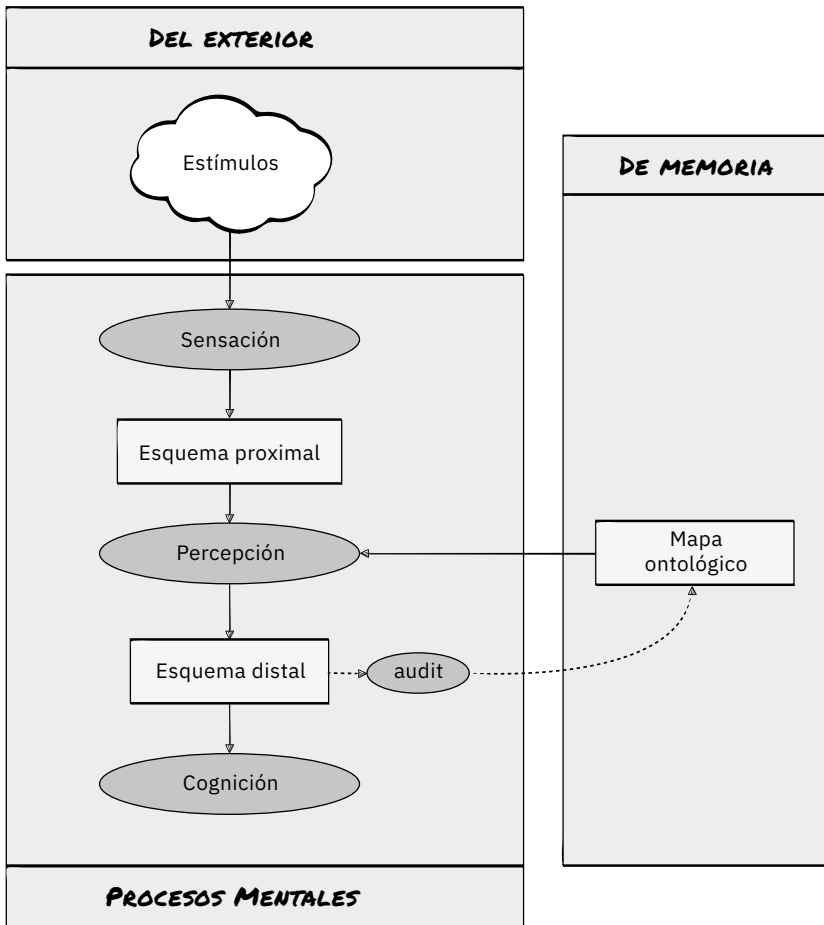 DEL EXTERIOR
Estímulos
DE MEMORIA
Sensación
Esquema proximal
Percepción
Mapa
ontológico
Esquema distal
audit
Cognición
PROCESOS MENTALES